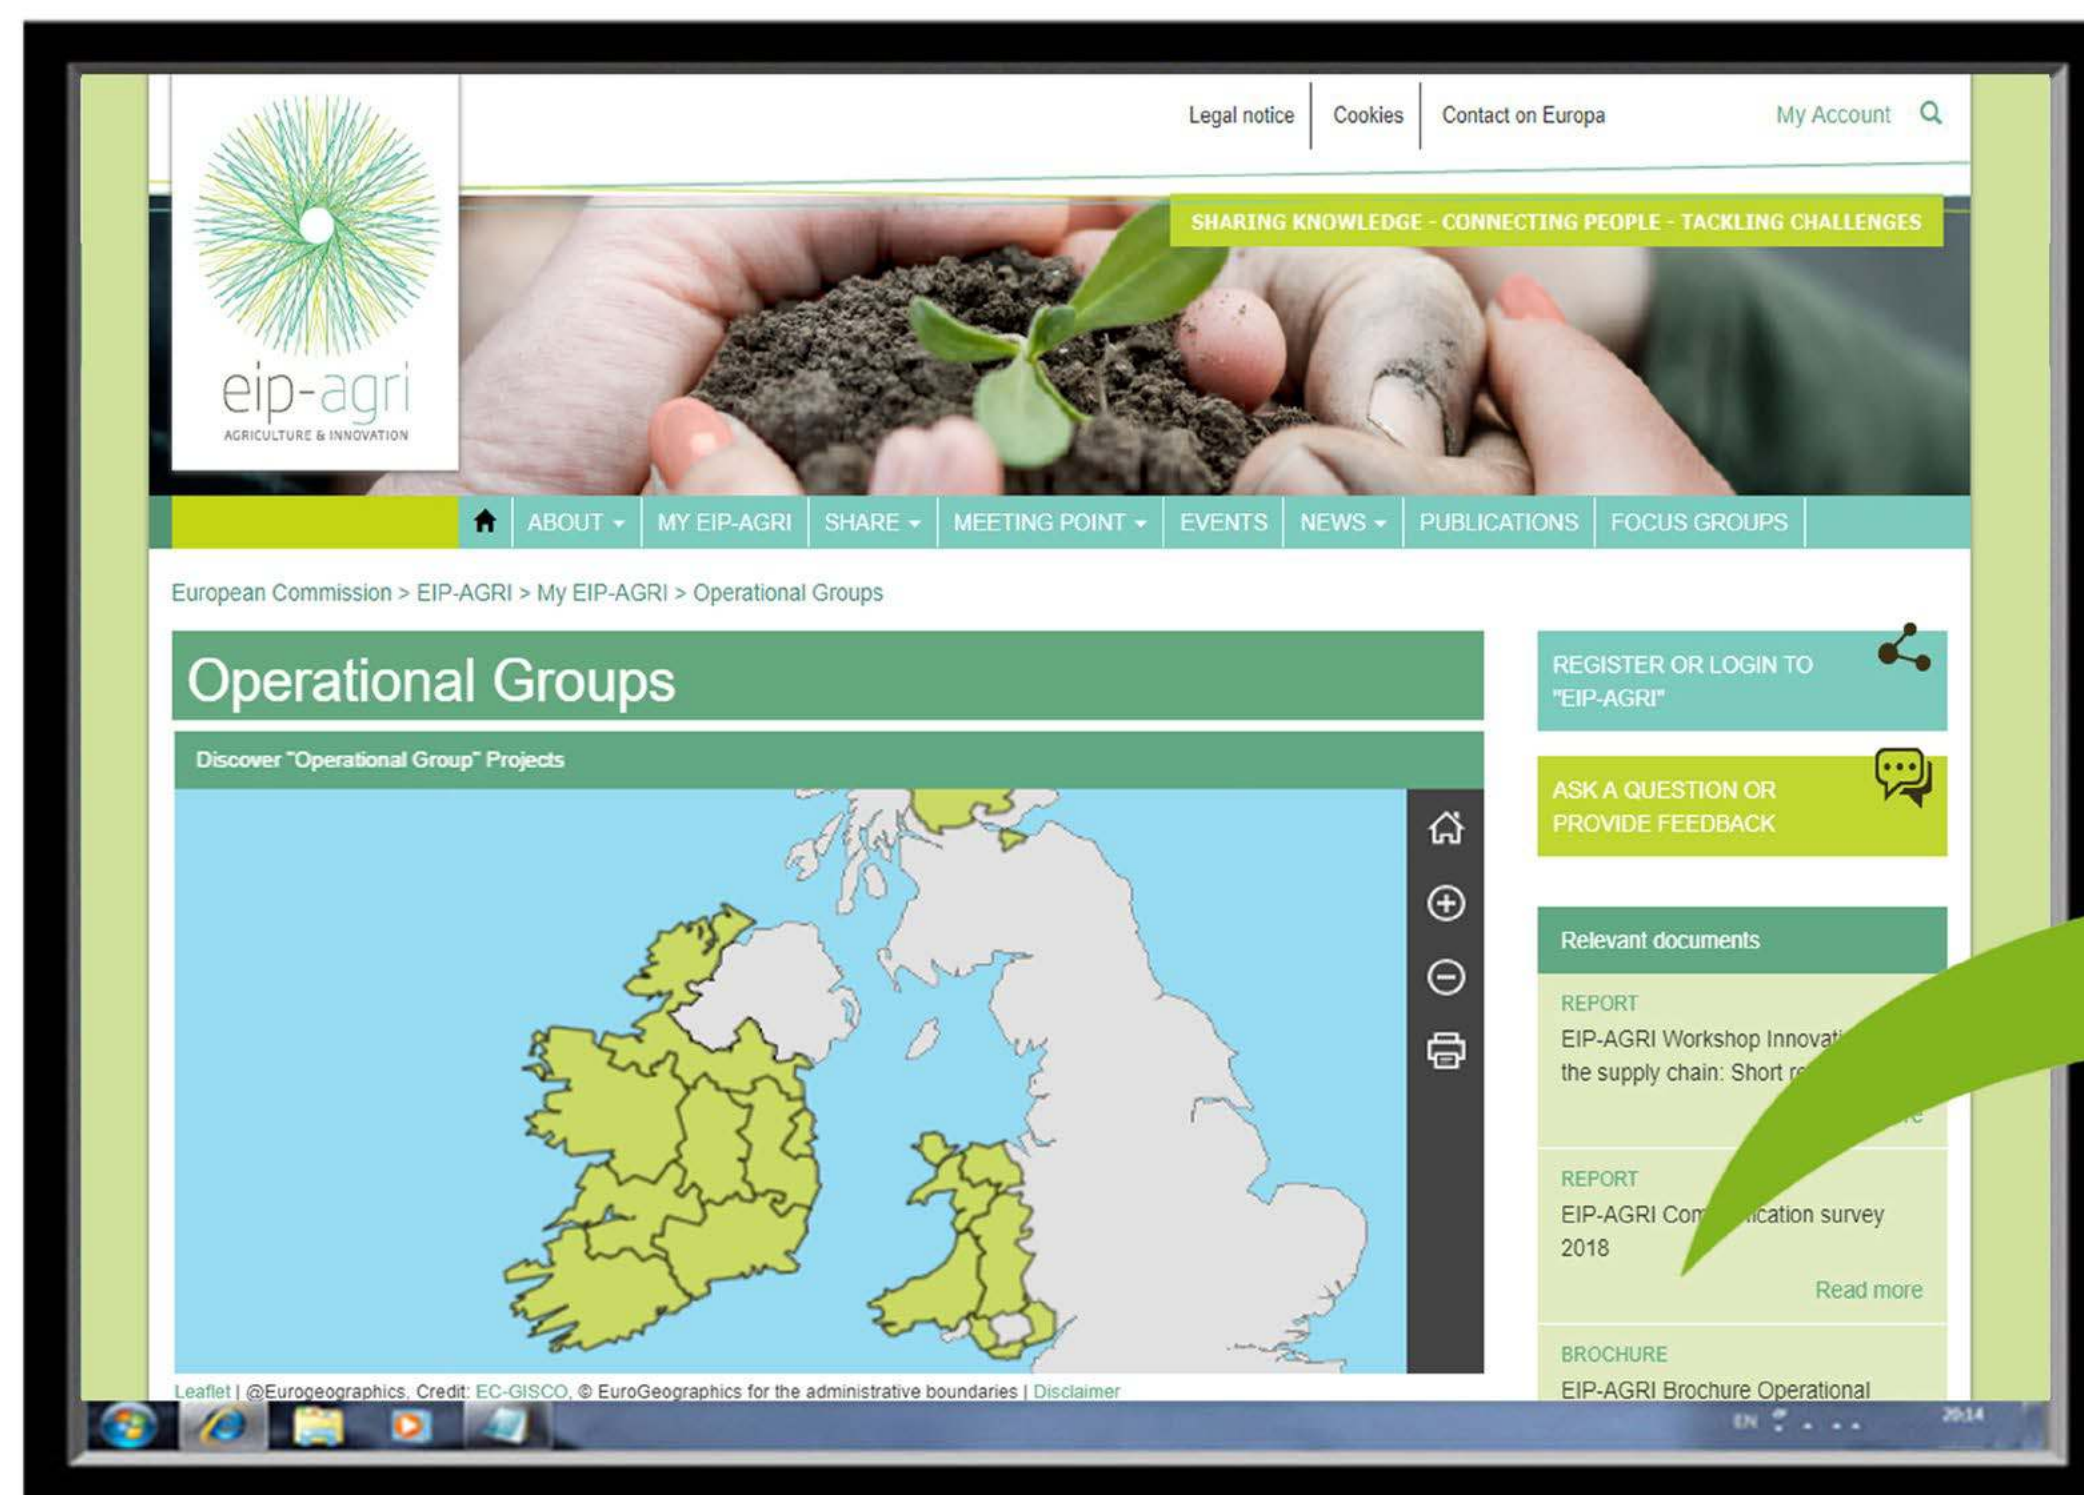 Legal notice
Cookies
Contact on Europa
My Account
SHARING KNOWLEDGE - CONNECTING PEOPLE - TACKLING CHALLENGES
eip-agri
AGRICULTURE & INNOVATION
ABOUT
MY EIP-AGRI
SHARE
MEETING POINT
EVENTS
NEWS
PUBLICATIONS
FOCUS GROUPS
European Commission > EIP-AGRI > My EIP-AGRI > Operational Groups
Operational Groups
Discover "Operational Group" Projects
Leaflet | @Eurogeographics, Credit: EC-GISCO, © EuroGeographics for the administrative boundaries | Disclaimer
REGISTER OR LOGIN TO
"EIP-AGRI"
ASK A QUESTION OR
PROVIDE FEEDBACK
Relevant documents
REPORT
EIP-AGRI Workshop
the supply chain: Short
REPORT
EIP-AGRI survey
2018
Read more
BROCHURE
EIP-AGRI Brochure Operational
EN
20:14